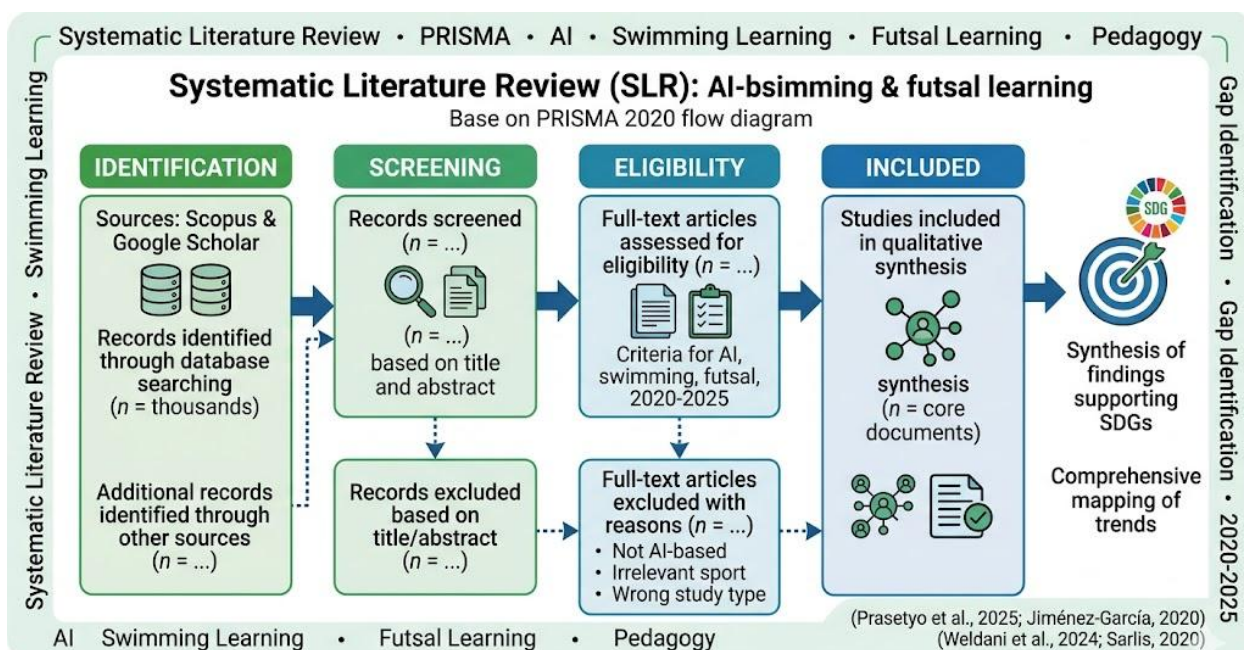 Systematic Literature Review • PRISMA • AI • Swimming Learning • Futsal Learning • Pedagogy
Systematic Literature Review • Swimming Learning
Systematic Literature Review (SLR): AI-bsimming & futsal learning
Base on PRISMA 2020 flow diagram
IDENTIFICATION
Sources: Scopus &
Google Scholar
Records identified
through database
searching
(n = thousands)
Additional records
identified through
other sources
(n = ...)
SCREENING
Records screened
(n = ...)
(n = ...)
based on title
and abstract
Records excluded
based on
title/abstract
(n = ...)
ELIGIBILITY
Full-text articles
assessed for
eligibility (n = ...)
Criteria for AI,
swimming, futsal,
2020-2025
Full-text articles
excluded with
reasons (n = ...)
• Not AI-based
• Irrelevant sport
• Wrong study type
INCLUDED
Studies included
in qualitative
synthesis
synthesis
(n = core
documents)
SDG
Synthesis of
findings
supporting
SDGs
Comprehensive
mapping of
trends
Gap Identification • Gap Identification • 2020-2025
(Prasetyo et al., 2025; Jiménez-García, 2020)
(Weldani et al., 2024; Sarlis, 2020)
AI Swimming Learning • Futsal Learning • Pedagogy